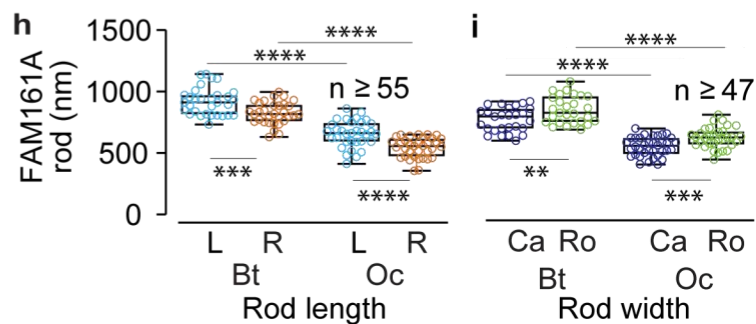 h
FAM161A
rod (nm)
1500
1000
500
0
****
****
n ≥ 55
***
****
L R L R
Bt Oc
Rod length
i
****
****
n ≥ 47
**
***
Ca Ro Ca Ro
Bt Oc
Rod width